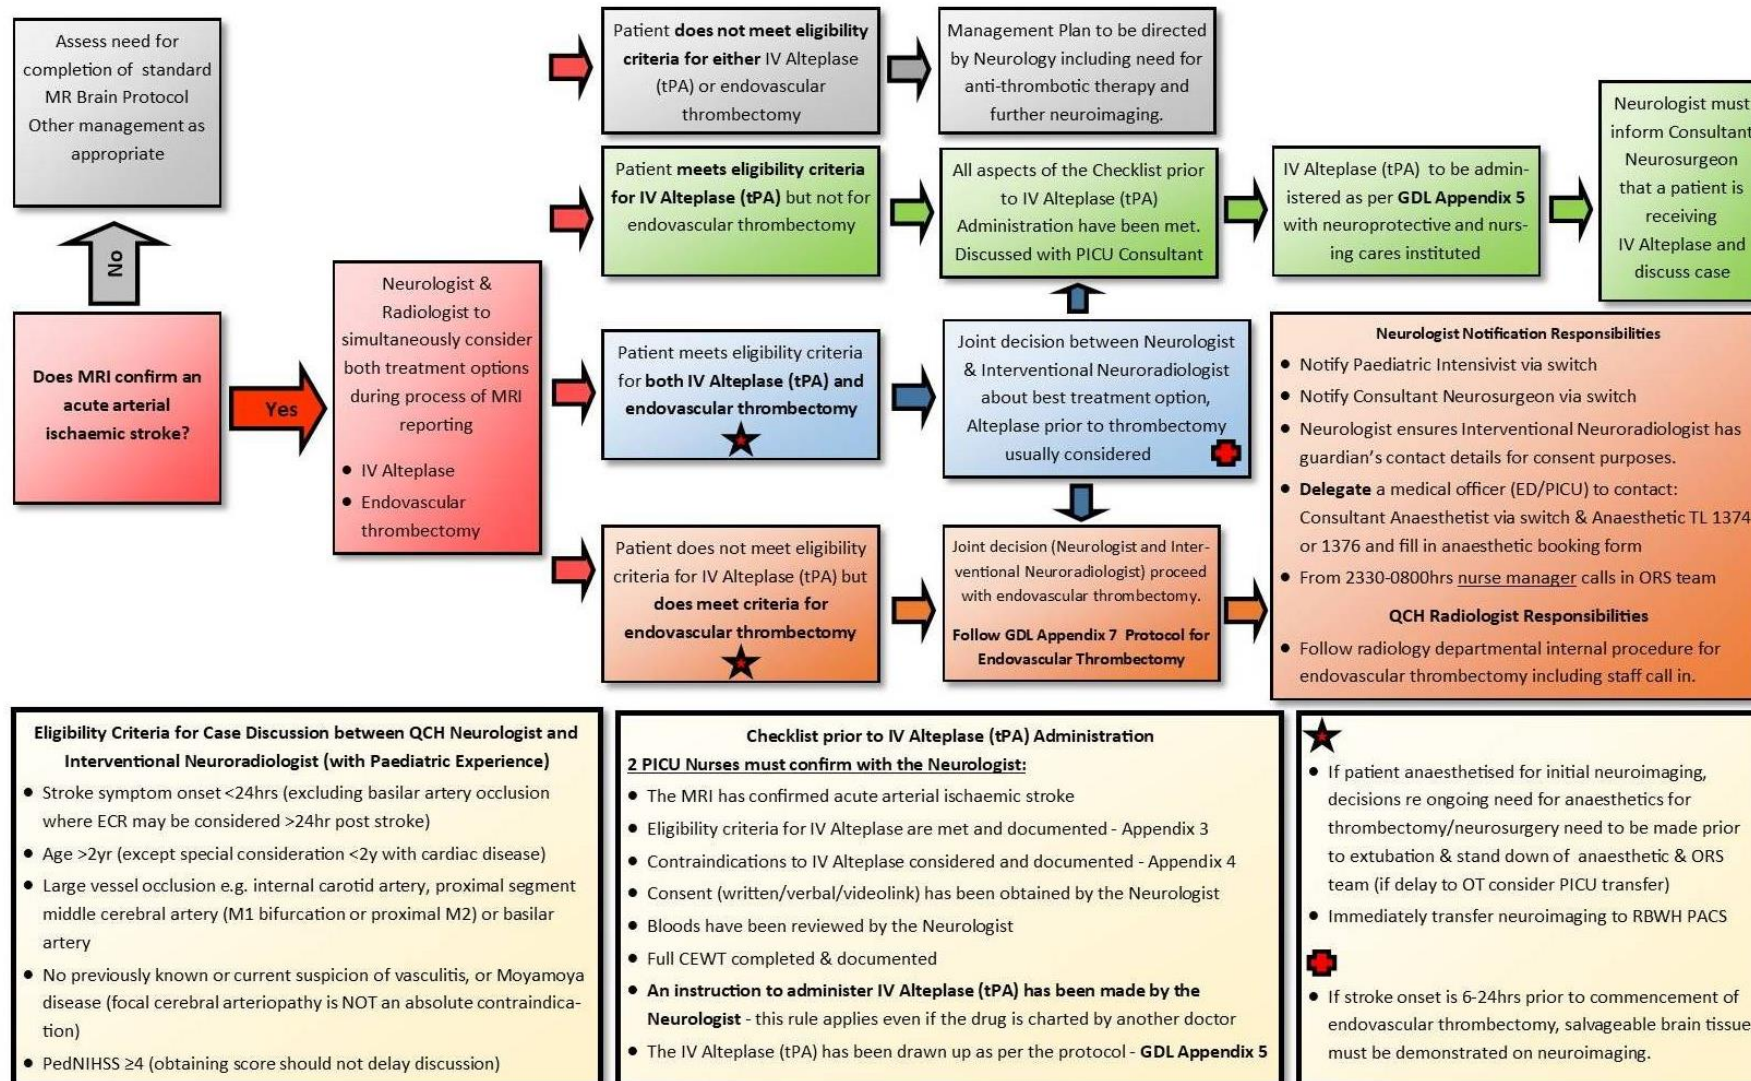 Assess need for
completion of standard
MR Brain Protocol
Other management as
appropriate
No
Does MRI confirm an
acute arterial
ischaemic stroke?
Yes
Neurologist &
Radiologist to
simultaneously consider
both treatment options
during process of MRI
reporting
• IV Alteplase
• Endovascular
thrombectomy
Patient does not meet eligibility
criteria for either IV Alteplase
(tPA) or endovascular
thrombectomy
Management Plan to be directed
by Neurology including need for
anti-thrombotic therapy and
further neuroimaging.
Patient meets eligibility criteria
for IV Alteplase (tPA) but not for
endovascular thrombectomy
All aspects of the Checklist prior
to IV Alteplase (tPA)
Administration have been met.
Discussed with PICU Consultant
IV Alteplase (tPA) to be admin-
istered as per GDL Appendix 5
with neuroprotective and nurs-
ing cares instituted
Neurologist must
inform Consultant
Neurosurgeon
that a patient is
receiving
IV Alteplase and
discuss case
Patient meets eligibility criteria
for both IV Alteplase (tPA) and
endovascular thrombectomy
Joint decision between Neurologist
& Interventional Neuroradiologist
about best treatment option,
Alteplase prior to thrombectomy
usually considered
Patient does not meet eligibility
criteria for IV Alteplase (tPA) but
does meet criteria for
endovascular thrombectomy
Joint decision (Neurologist and Inter-
ventional Neuroradiologist) proceed
with endovascular thrombectomy.
Follow GDL Appendix 7 Protocol for
Endovascular Thrombectomy
Neurologist Notification Responsibilities
• Notify Paediatric Intensivist via switch
• Notify Consultant Neurosurgeon via switch
• Neurologist ensures Interventional Neuroradiologist has
guardian's contact details for consent purposes.
• Delegate a medical officer (ED/PICU) to contact:
Consultant Anaesthetist via switch & Anaesthetic TL 1374
or 1376 and fill in anaesthetic booking form
• From 2330-0800hrs nurse manager calls in ORS team
QCH Radiologist Responsibilities
• Follow radiology departmental internal procedure for
endovascular thrombectomy including staff call in.
Eligibility Criteria for Case Discussion between QCH Neurologist and
Interventional Neuroradiologist (with Paediatric Experience)
• Stroke symptom onset <24hrs (excluding basilar artery occlusion
where ECR may be considered >24hr post stroke)
• Age >2yr (except special consideration <2y with cardiac disease)
• Large vessel occlusion e.g. internal carotid artery, proximal segment
middle cerebral artery (M1 bifurcation or proximal M2) or basilar
artery
• No previously known or current suspicion of vasculitis, or Moyamoya
disease (focal cerebral arteriopathy is NOT an absolute contraindica-
tion)
• PedNIHSS ≥4 (obtaining score should not delay discussion)
Checklist prior to IV Alteplase (tPA) Administration
2 PICU Nurses must confirm with the Neurologist:
• The MRI has confirmed acute arterial ischaemic stroke
• Eligibility criteria for IV Alteplase are met and documented - Appendix 3
• Contraindications to IV Alteplase considered and documented - Appendix 4
• Consent (written/verbal/videolink) has been obtained by the Neurologist
• Bloods have been reviewed by the Neurologist
• Full CEWT completed & documented
• An instruction to administer IV Alteplase (tPA) has been made by the
Neurologist - this rule applies even if the drug is charted by another doctor
• The IV Alteplase (tPA) has been drawn up as per the protocol - GDL Appendix 5
• If patient anaesthetised for initial neuroimaging,
decisions re ongoing need for anaesthetics for
thrombectomy/neurosurgery need to be made prior
to extubation & stand down of anaesthetic & ORS
team (if delay to OT consider PICU transfer)
• Immediately transfer neuroimaging to RBWH PACS
• If stroke onset is 6-24hrs prior to commencement of
endovascular thrombectomy, salvageable brain tissue
must be demonstrated on neuroimaging.